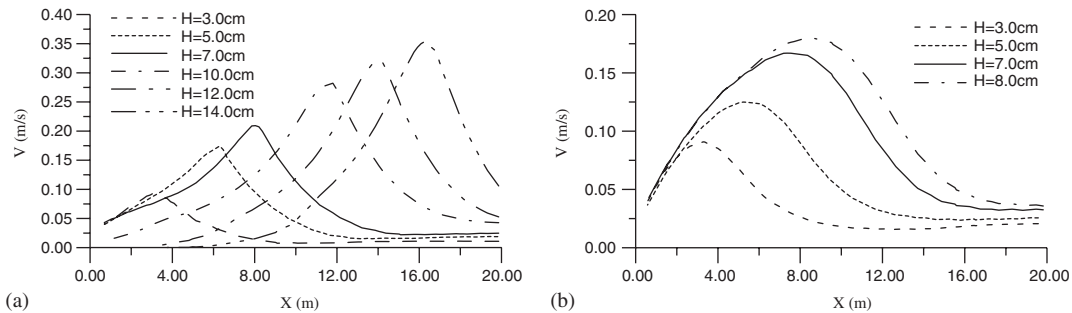 0.40
0.35
0.30
0.25
0.20
0.15
0.10
0.05
0.00
V (m/s)
H=3.0cm
H=5.0cm
H=7.0cm
H=10.0cm
H=12.0cm
H=14.0cm
0.00 4.00 8.00 12.00 16.00 20.00
X (m)
(a)
0.20
0.15
0.10
0.05
0.00
V (m/s)
H=3.0cm
H=5.0cm
H=7.0cm
H=8.0cm
0.00 4.00 8.00 12.00 16.00 20.00
X (m)
(b)